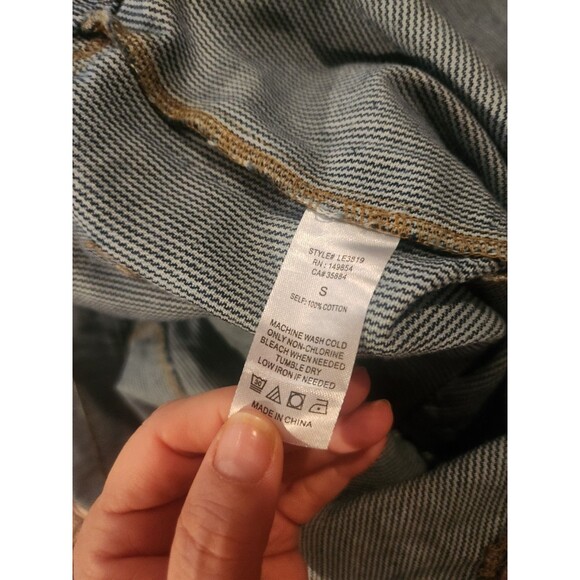 STYLE# LE3519
RN: 149854
CA# 35884
S
SELF: 100% COTTON
MACHINE WASH COLD
ONLY NON-CHLORINE
BLEACH WHEN NEEDED
TUMBLE DRY
LOW IRON IF NEEDED
30
MADE IN CHINA